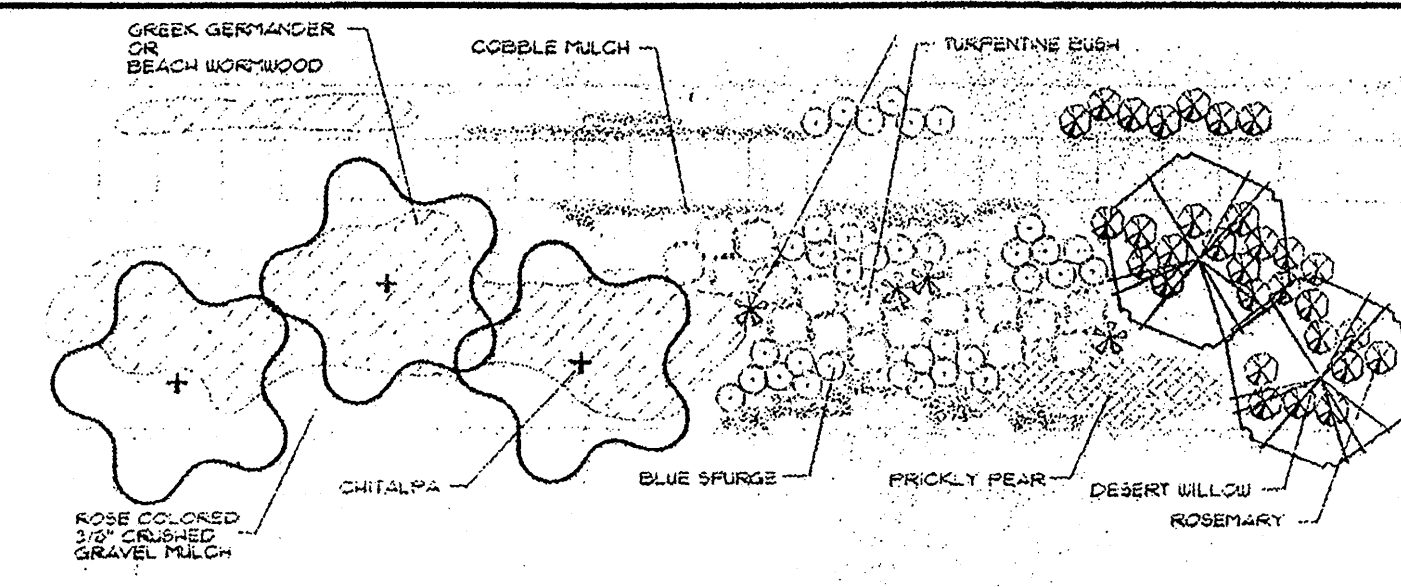 GREEK GERMANDER
OR
BEACH WORMWOOD
COBBLE MULCH
TURPENTINE BUSH
CHITALPA
BLUE SPURGE
PRICKLY PEAR
DESERT WILLOW
ROSEMARY
ROSE COLORED
3/8" CRUSHED
GRAVEL MULCH